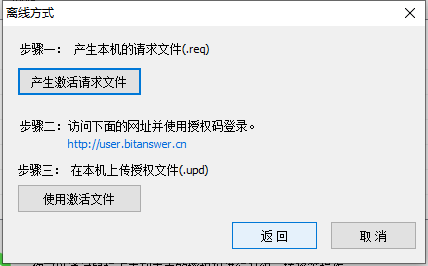 离线方式
步骤一： 产生本机的请求文件(.req)
产生激活请求文件
步骤二：访问下面的网址并使用授权码登录。
http://user.bitanswer.cn
步骤三： 在本机上传授权文件(.upd)
使用激活文件
返 回
取 消